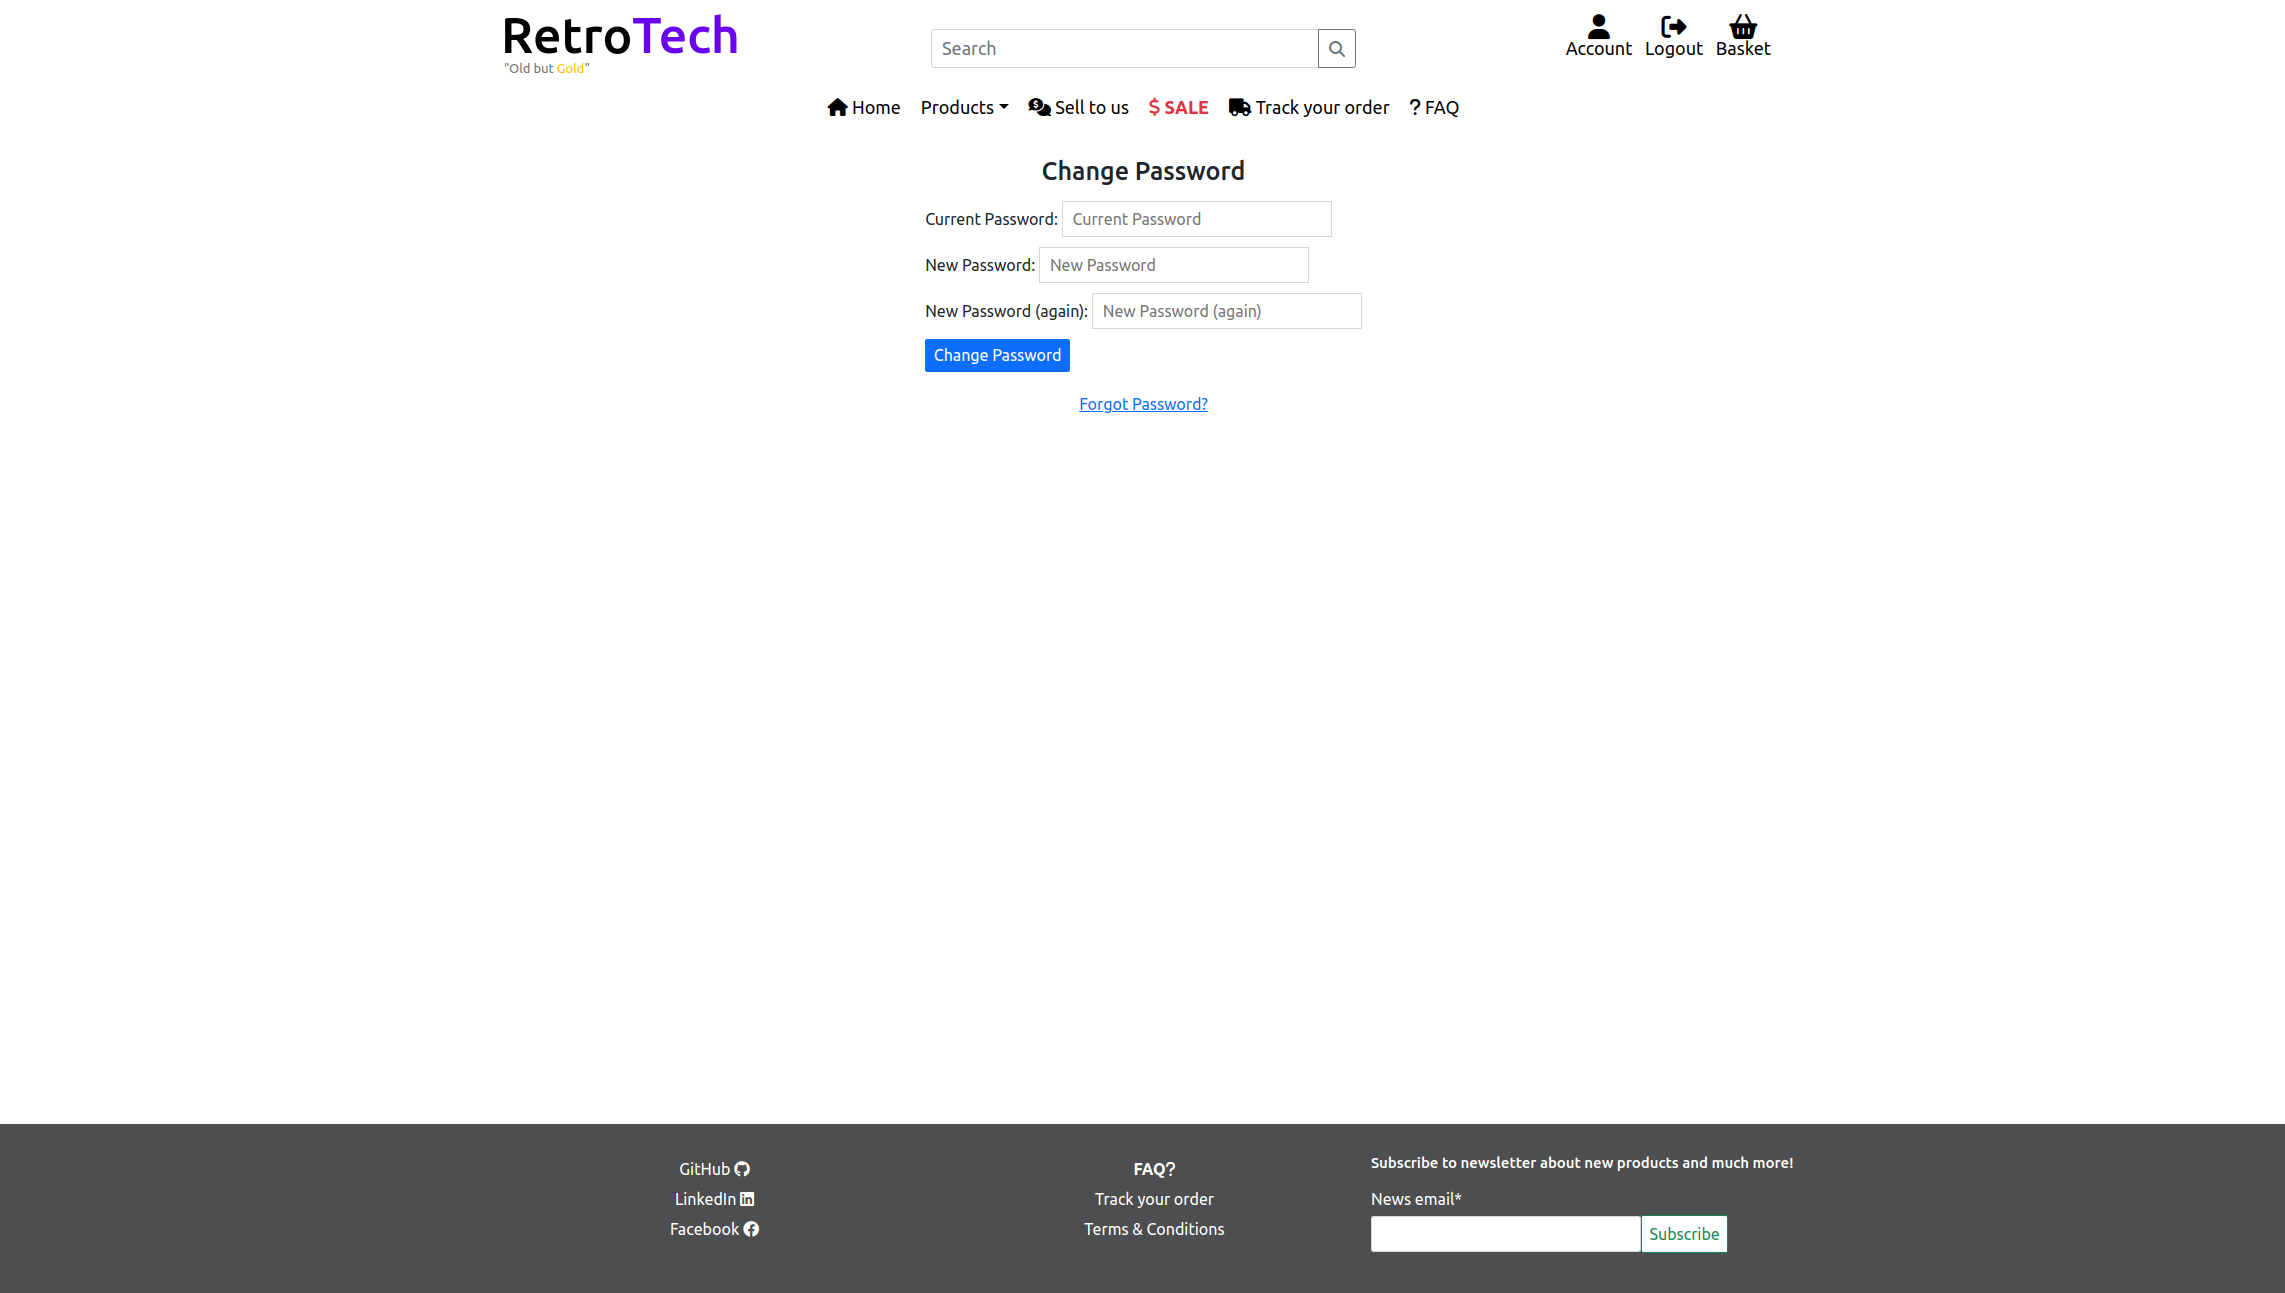 RetroTech
"Old but Gold"
Search
Account Logout Basket
Home Products Sell to us $ SALE Track your order ? FAQ
Change Password
Current Password: Current Password
New Password: New Password
New Password (again): New Password (again)
Change Password
Forgot Password?
GitHub
LinkedIn
Facebook
FAQ?
Track your order
Terms & Conditions
Subscribe to newsletter about new products and much more!
News email*
Subscribe